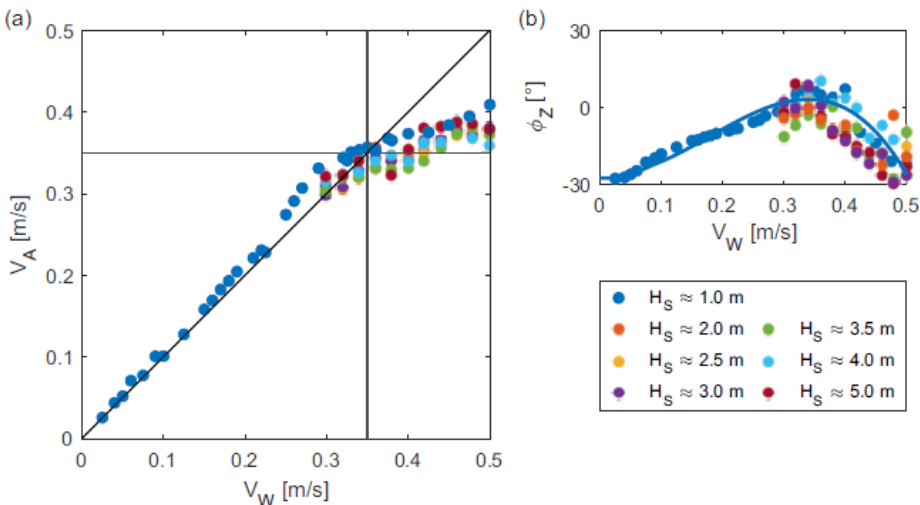 (a)
0.5
0.4
0.3
0.2
0.1
0
V_A [m/s]
0 0.1 0.2 0.3 0.4 0.5
V_W [m/s]
(b)
30
0
-30
ϕ_Z [°]
0 0.1 0.2 0.3 0.4 0.5
V_W [m/s]
H_S ≈ 1.0 m
H_S ≈ 2.0 m H_S ≈ 3.5 m
H_S ≈ 2.5 m H_S ≈ 4.0 m
H_S ≈ 3.0 m H_S ≈ 5.0 m